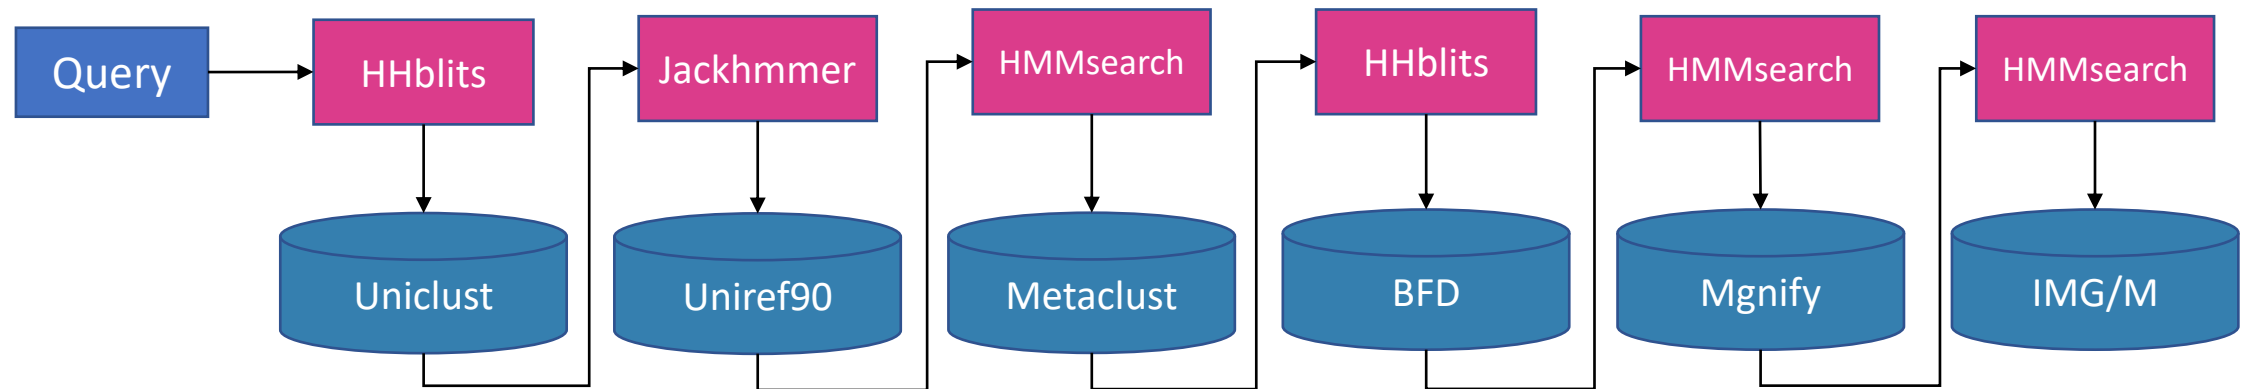 Query
HHblits
Jackhmmer
HMMsearch
HHblits
HMMsearch
HMMsearch
Uniclust
Uniref90
Metaclust
BFD
Mgnify
IMG/M